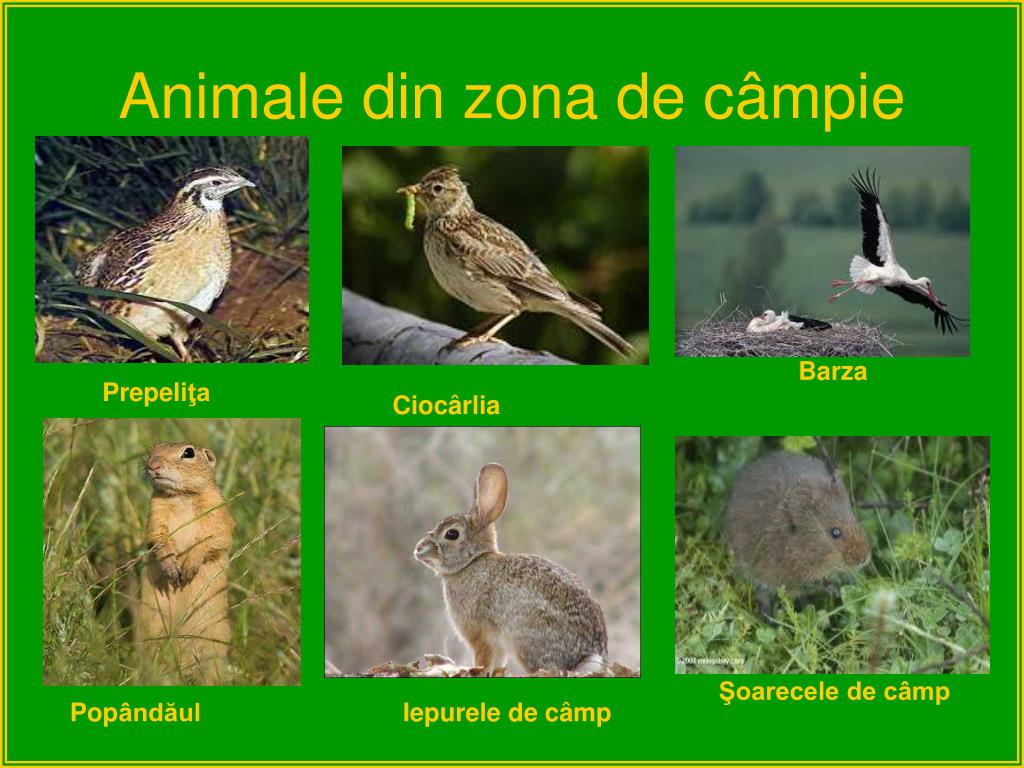 Animale din zona de câmpie
Prepeliţa
Ciocârlia
Barza
Popândăul
Iepurele de câmp
Şoarecele de câmp